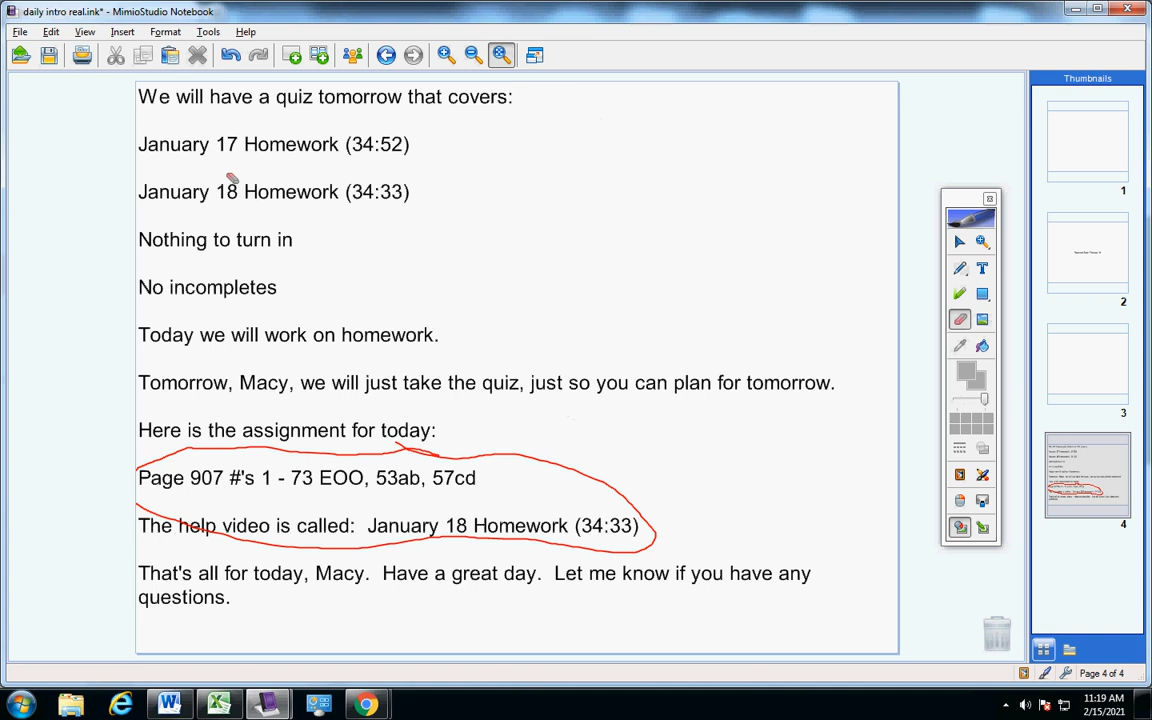 daily intro real.ink* - MimioStudio Notebook
File Edit View Insert Format Tools Help
We will have a quiz tomorrow that covers:
January 17 Homework (34:52)
January 18 Homework (34:33)
Nothing to turn in
No incompletes
Today we will work on homework.
Tomorrow, Macy, we will just take the quiz, just so you can plan for tomorrow.
Here is the assignment for today:
Page 907 #'s 1 - 73 EOO, 53ab, 57cd
The help video is called:  January 18 Homework (34:33)
That's all for today, Macy.  Have a great day.  Let me know if you have any
questions.
Thumbnails
1
2
3
4
Page 4 of 4
11:19 AM
2/15/2021